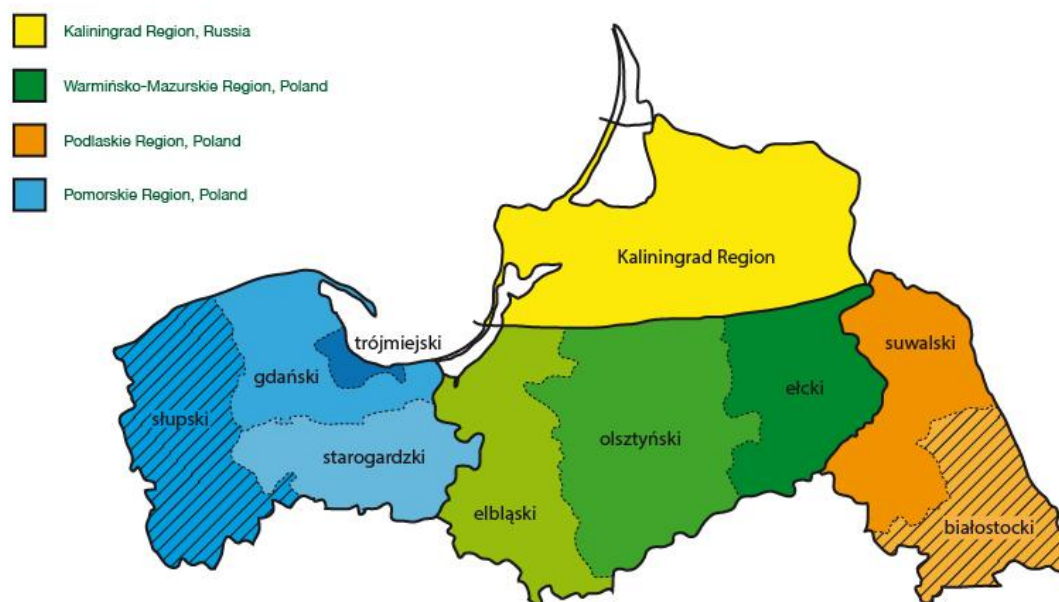 Kaliningrad Region, Russia
Warmińsko-Mazurskie Region, Poland
Podlaskie Region, Poland
Pomorskie Region, Poland
Kaliningrad Region
trójmiejski
suwalski
gdański
ełcki
słupski
olsztyński
starogardzki
elbląski
białostocki